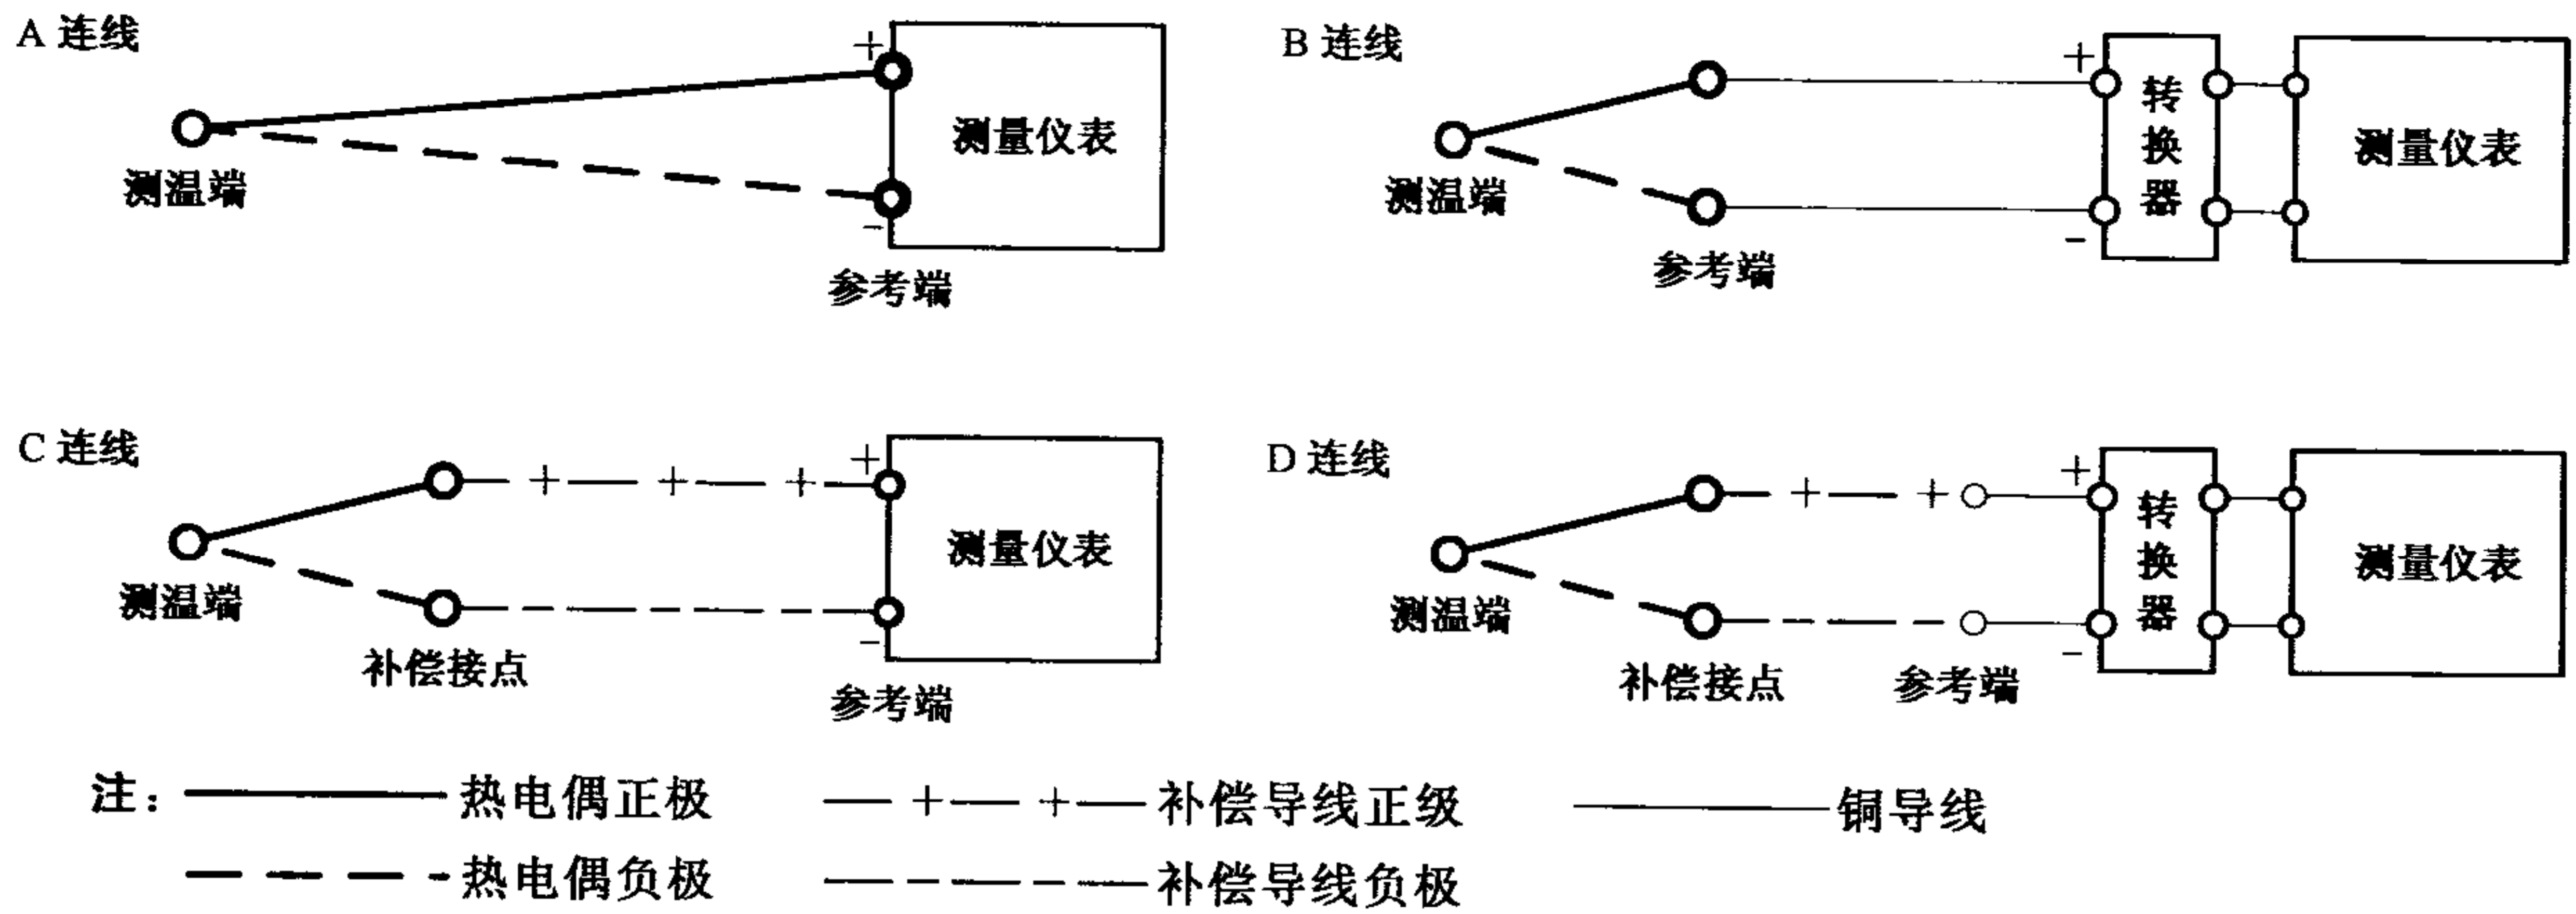 A 连线
+
测量仪表
测温端
-
参考端
B 连线
+
转换器
测量仪表
测温端
-
参考端
C 连线
+
测量仪表
测温端
-
补偿接点
参考端
D 连线
+
转换器
测量仪表
测温端
-
补偿接点 参考端
注： 热电偶正极 补偿导线正级 铜导线
热电偶负极 补偿导线负极